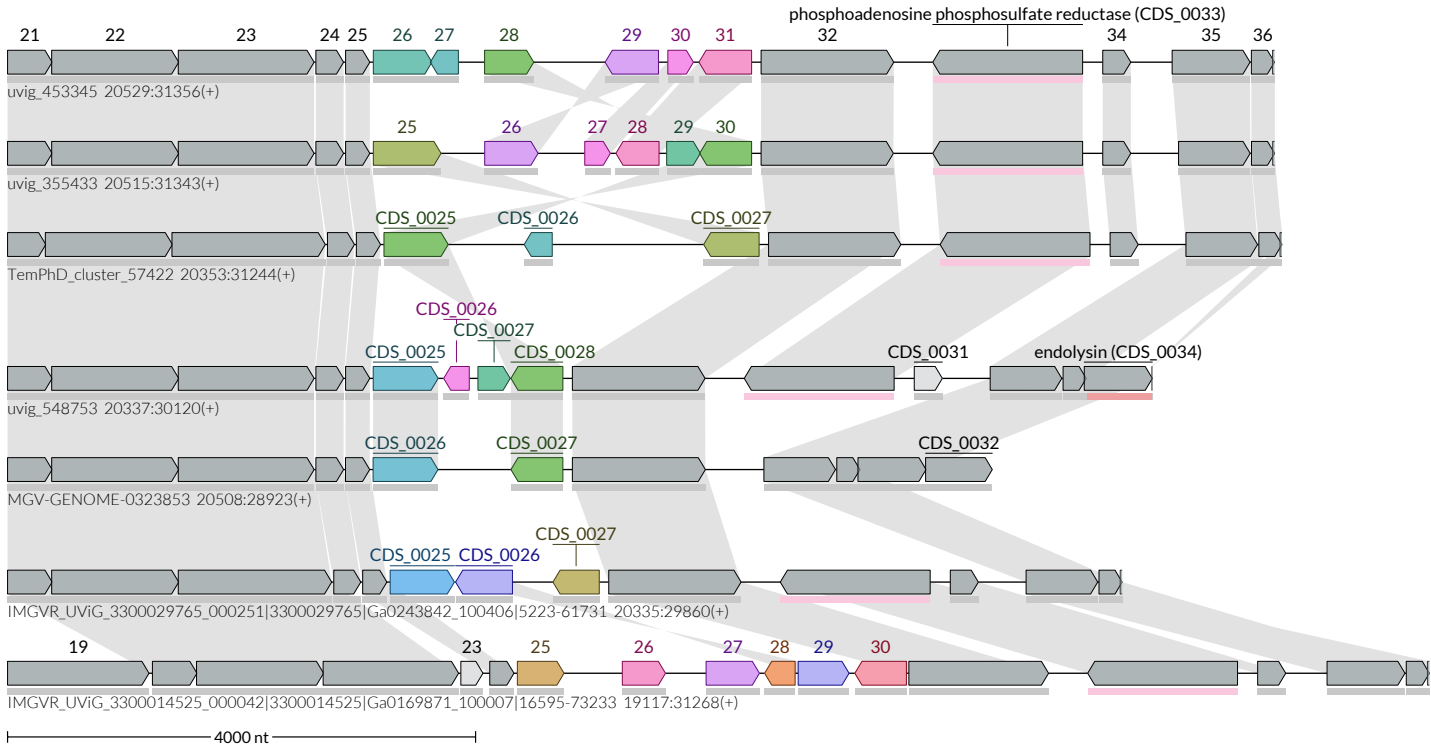 phosphoadenosine phosphosulfate reductase (CDS_0033)
21 22 23 24 25 26 27 28 29 30 31 32 34 35 36
uvig_453345 20529:31356(+)
25 26 27 28 29 30
uvig_355433 20515:31343(+)
CDS_0025 CDS_0026 CDS_0027
TemPhD_cluster_57422 20353:31244(+)
CDS_0026
CDS_0027
CDS_0025 CDS_0028 CDS_0031 endolysin (CDS_0034)
uvig_548753 20337:30120(+)
CDS_0026 CDS_0027 CDS_0032
MGV-GENOME-0323853 20508:28923(+)
CDS_0027
CDS_0025 CDS_0026
IMGVR_UViG_3300029765_000251|3300029765|Ga0243842_100406|5223-61731 20335:29860(+)
19 23 25 26 27 28 29 30
IMGVR_UViG_3300014525_000042|3300014525|Ga0169871_100007|16595-73233 19117:31268(+)
4000 nt